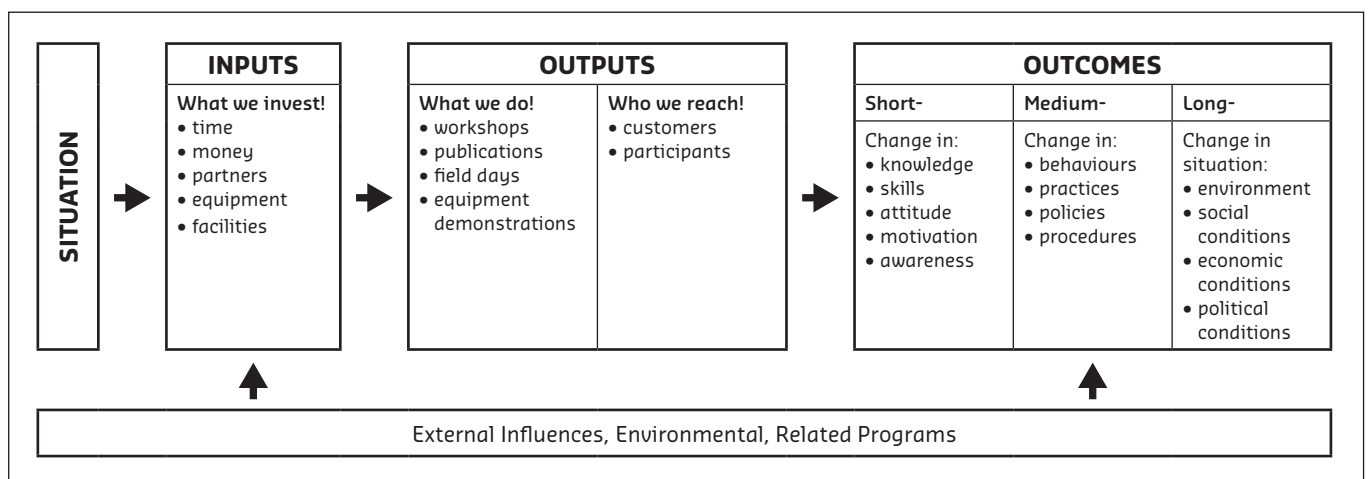 SITUATION
INPUTS
What we invest!
• time
• money
• partners
• equipment
• facilities
OUTPUTS
What we do!
• workshops
• publications
• field days
• equipment
demonstrations
Who we reach!
• customers
• participants
OUTCOMES
Short-
Change in:
• knowledge
• skills
• attitude
• motivation
• awareness
Medium-
Change in:
• behaviours
• practices
• policies
• procedures
Long-
Change in
situation:
• environment
• social
conditions
• economic
conditions
• political
conditions
External Influences, Environmental, Related Programs